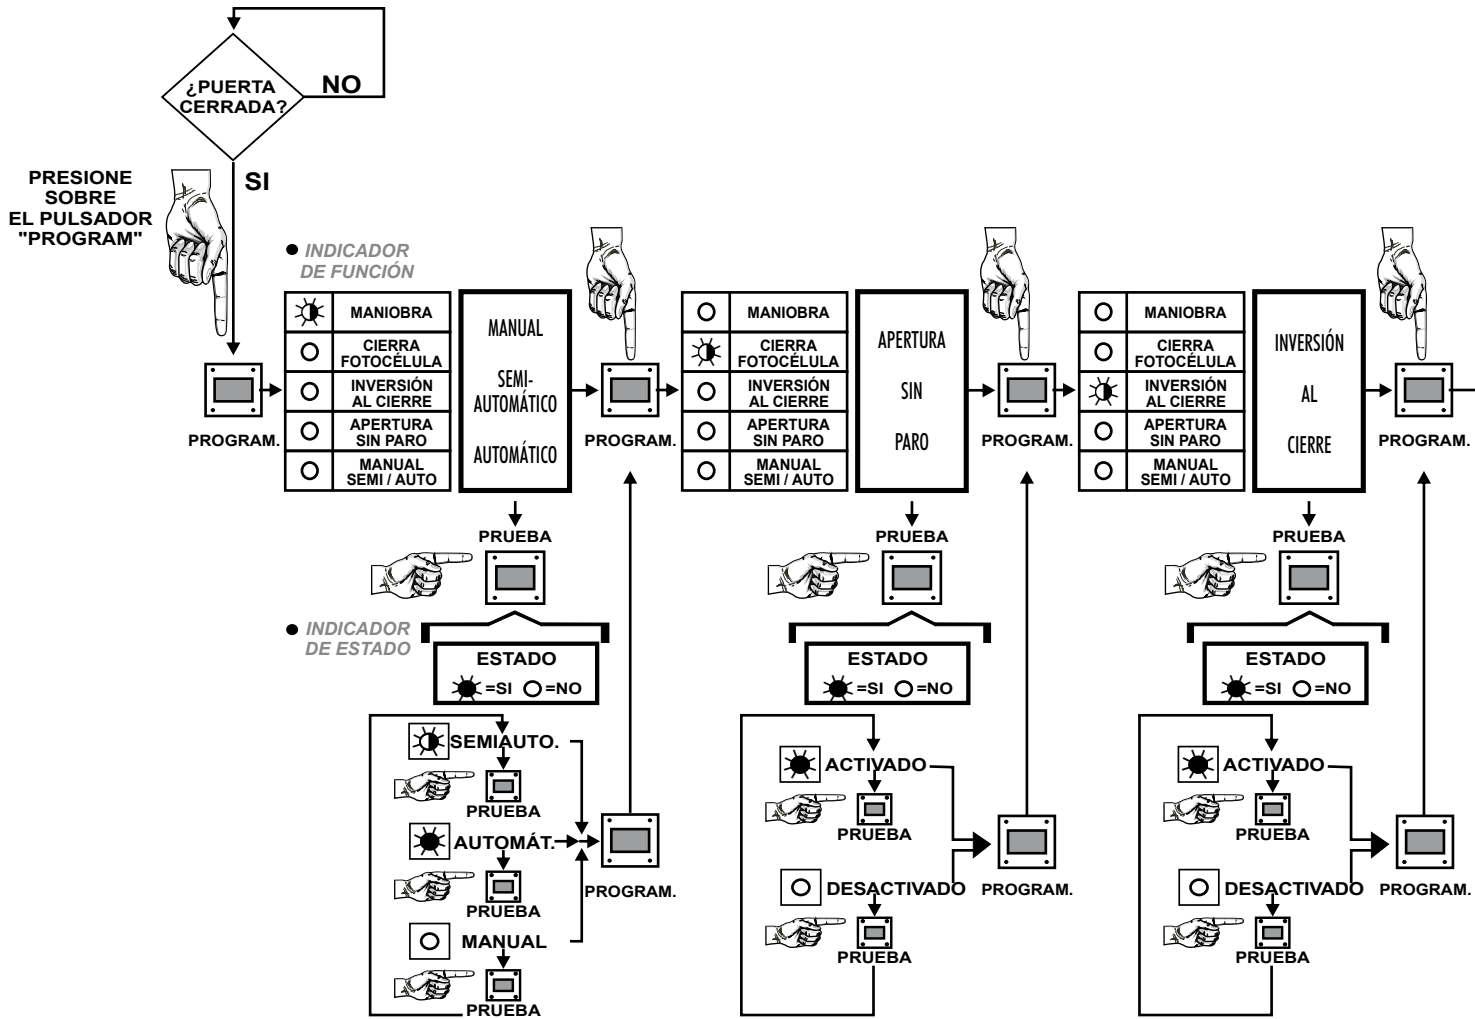 ¿PUERTA
CERRADA?
NO
SI
PRESIONE
SOBRE
EL PULSADOR
"PROGRAM"
● INDICADOR
DE FUNCIÓN
PROGRAM.
MANIOBRA
CIERRA
FOTOCÉLULA
INVERSIÓN
AL CIERRE
APERTURA
SIN PARO
MANUAL
SEMI / AUTO
MANUAL
SEMI-
AUTOMÁTICO
AUTOMÁTICO
PROGRAM.
MANIOBRA
CIERRA
FOTOCÉLULA
INVERSIÓN
AL CIERRE
APERTURA
SIN PARO
MANUAL
SEMI / AUTO
APERTURA
SIN
PARO
PROGRAM.
MANIOBRA
CIERRA
FOTOCÉLULA
INVERSIÓN
AL CIERRE
APERTURA
SIN PARO
MANUAL
SEMI / AUTO
INVERSIÓN
AL
CIERRE
PROGRAM.
PRUEBA
● INDICADOR
DE ESTADO
ESTADO
=SI =NO
SEMIAUTO.
PRUEBA
AUTOMÁT.
PRUEBA
MANUAL
PRUEBA
PROGRAM.
PRUEBA
ESTADO
=SI =NO
ACTIVADO
PRUEBA
DESACTIVADO
PRUEBA
PROGRAM.
PRUEBA
ESTADO
=SI =NO
ACTIVADO
PRUEBA
DESACTIVADO
PRUEBA
PROGRAM.